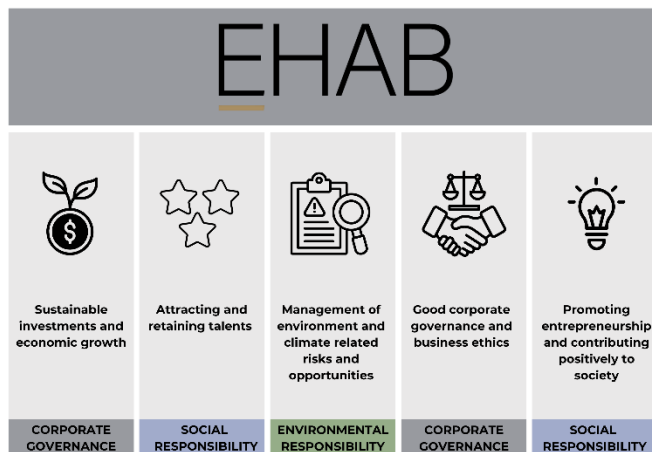 EHAB
$
Sustainable
investments and
economic growth
Attracting and
retaining talents
Management of
environment and
climate related
risks and
opportunities
Good corporate
governance and
business ethics
Promoting
entrepreneurship
and contributing
positively to
society
CORPORATE
GOVERNANCE
SOCIAL
RESPONSIBILITY
ENVIRONMENTAL
RESPONSIBILITY
CORPORATE
GOVERNANCE
SOCIAL
RESPONSIBILITY